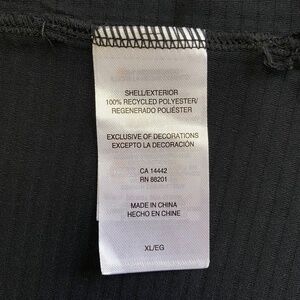 SHELL/EXTERIOR
100% RECYCLED POLYESTER/
REGENERADO POLIÉSTER
EXCLUSIVE OF DECORATIONS
EXCEPTO LA DECORACIÓN
CA 14442
RN 88201
MADE IN CHINA
HECHO EN CHINE
XL/EG